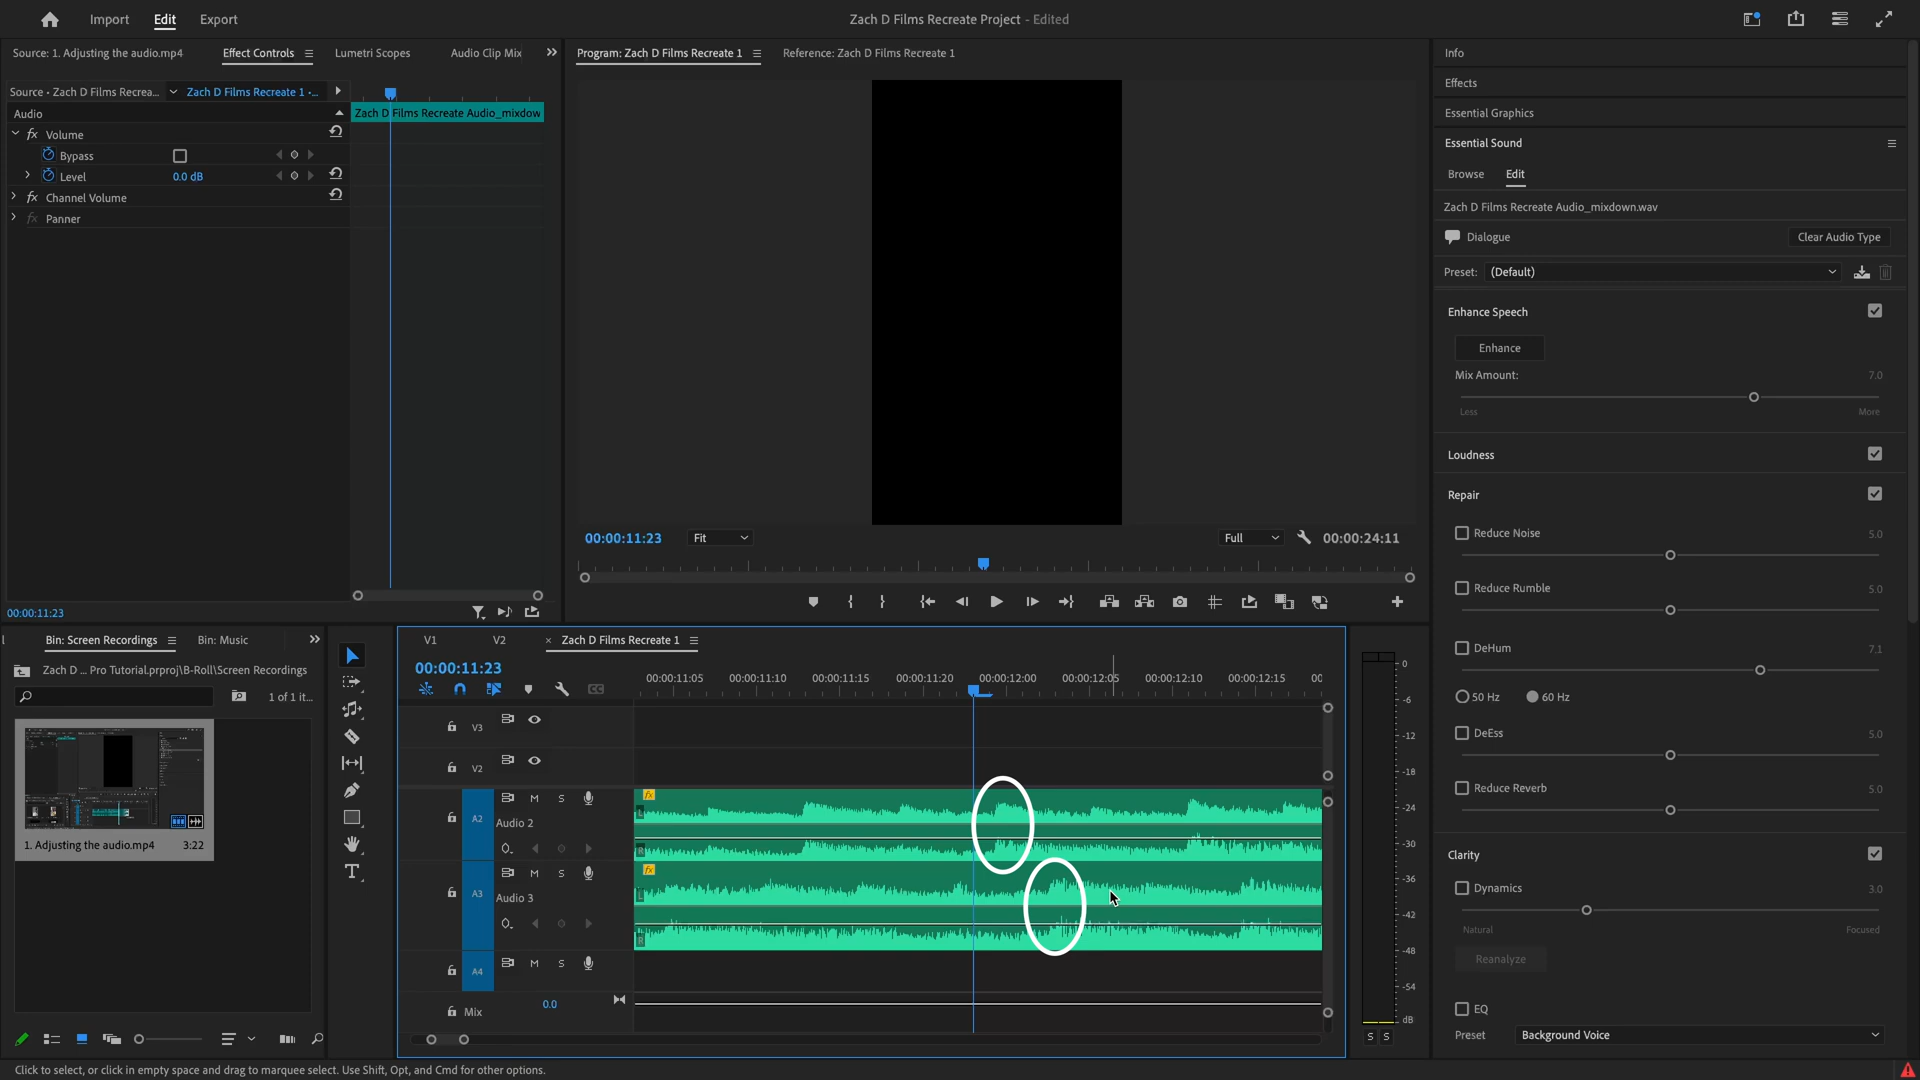 Import Edit Export
Zach D Films Recreate Project - Edited
Source: 1. Adjusting the audio.mp4 Effect Controls Lumetri Scopes Audio Clip Mix
Program: Zach D Films Recreate 1 Reference: Zach D Films Recreate 1
Source • Zach D Films Recrea... Zach D Films Recreate 1 •...
Audio
Zach D Films Recreate Audio_mixdow
fx Volume
Bypass
Level 0.0 dB
fx Channel Volume
fx Panner
00:00:11:23
00:00:11:23 Fit Full 00:00:24:11
Info
Effects
Essential Graphics
Essential Sound
Browse Edit
Zach D Films Recreate Audio_mixdown.wav
Dialogue Clear Audio Type
Preset: (Default)
Enhance Speech
Enhance
Mix Amount: 7.0
Less More
Loudness
Repair
Reduce Noise 5.0
Reduce Rumble 5.0
DeHum 7.1
50 Hz 60 Hz
DeEss 5.0
Reduce Reverb 5.0
Clarity
Dynamics 3.0
Natural Focused
Reanalyze
EQ
Preset Background Voice
Bin: Screen Recordings Bin: Music
Zach D ... Pro Tutorial.prproj\B-Roll\Screen Recordings
1 of 1 it...
1. Adjusting the audio.mp4 3:22
V1 V2 × Zach D Films Recreate 1
00:00:11:23
00:00:11:05 00:00:11:10 00:00:11:15 00:00:11:20 00:00:12:00 00:00:12:05 00:00:12:10 00:00:12:15 00
CC
V3
V2
A2 M S
Audio 2
fx
L
R
A3 M S
Audio 3
fx
L
R
A4 M S
Mix 0.0
0
-6
-12
-18
-24
-30
-36
-42
-48
-54
dB
S S
Click to select, or click in empty space and drag to marquee select. Use Shift, Opt, and Cmd for other options.